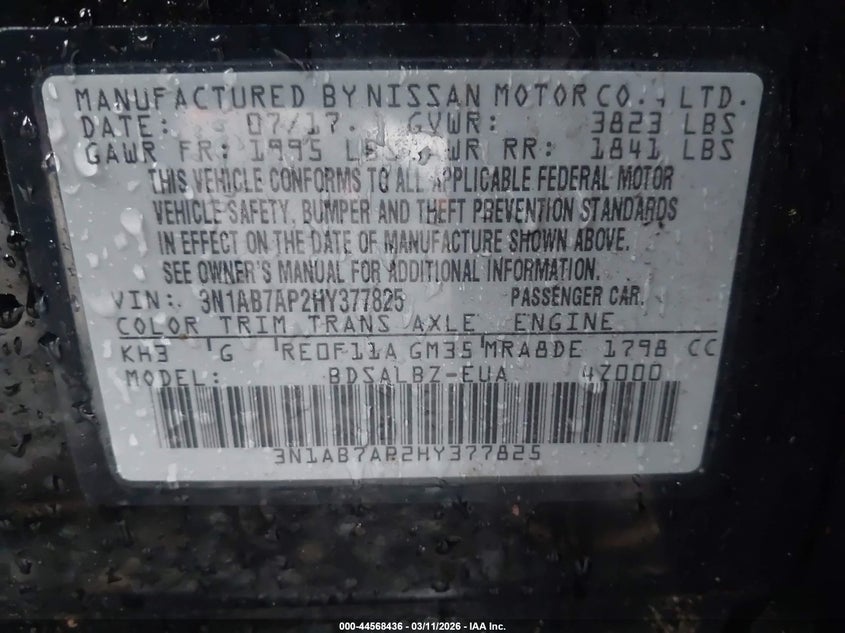 MANUFACTURED BY NISSAN MOTOR CO., LTD.
DATE: 07/17 GVWR: 3823 LBS
GAWR FR: 1995 LBS GAWR RR: 1841 LBS
THIS VEHICLE CONFORMS TO ALL APPLICABLE FEDERAL MOTOR
VEHICLE SAFETY, BUMPER AND THEFT PREVENTION STANDARDS
IN EFFECT ON THE DATE OF MANUFACTURE SHOWN ABOVE.
SEE OWNER'S MANUAL FOR ADDITIONAL INFORMATION.
VIN: 3N1AB7AP2HY377825 PASSENGER CAR.
COLOR TRIM TRANS AXLE ENGINE
KH3 G RE0F11A GM35 MRA8DE 1798 CC
MODEL: BDSALBZ-EUA 4Z000
3N1AB7AP2HY377825
000-44568436 - 03/11/2026 - IAA Inc.